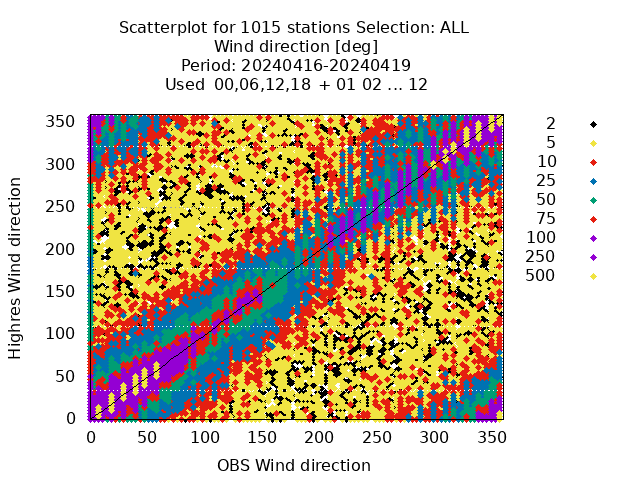 Scatterplot for 1015 stations Selection: ALL
Wind direction [deg]
Period: 20240416-20240419
Used 00,06,12,18 + 01 02 ... 12
Highres Wind direction
350
300
250
200
150
100
50
0
0 50 100 150 200 250 300 350
OBS Wind direction
2
5
10
25
50
75
100
250
500